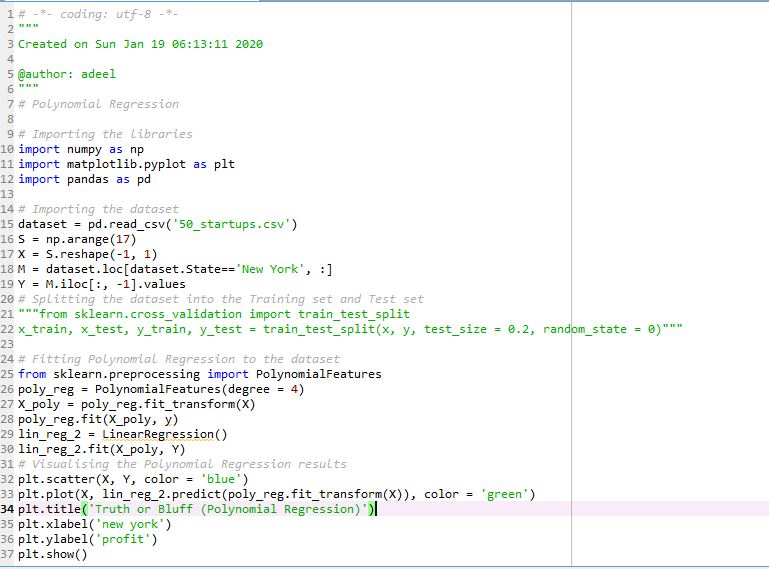 1 # -*- coding: utf-8 -*-
2 """
3 Created on Sun Jan 19 06:13:11 2020
4
5 @author: adeel
6 """
7 # Polynomial Regression
8
9 # Importing the libraries
10 import numpy as np
11 import matplotlib.pyplot as plt
12 import pandas as pd
13
14 # Importing the dataset
15 dataset = pd.read_csv('50_startups.csv')
16 S = np.arange(17)
17 X = S.reshape(-1, 1)
18 M = dataset.loc[dataset.State=='New York', :]
19 Y = M.iloc[:, -1].values
20 # Splitting the dataset into the Training set and Test set
21 """from sklearn.cross_validation import train_test_split
22 x_train, x_test, y_train, y_test = train_test_split(x, y, test_size = 0.2, random_state = 0)"""
23
24 # Fitting Polynomial Regression to the dataset
25 from sklearn.preprocessing import PolynomialFeatures
26 poly_reg = PolynomialFeatures(degree = 4)
27 X_poly = poly_reg.fit_transform(X)
28 poly_reg.fit(X_poly, y)
29 lin_reg_2 = LinearRegression()
30 lin_reg_2.fit(X_poly, Y)
31 # Visualising the Polynomial Regression results
32 plt.scatter(X, Y, color = 'blue')
33 plt.plot(X, lin_reg_2.predict(poly_reg.fit_transform(X)), color = 'green')
34 plt.title('Truth or Bluff (Polynomial Regression)')
35 plt.xlabel('new york')
36 plt.ylabel('profit')
37 plt.show()